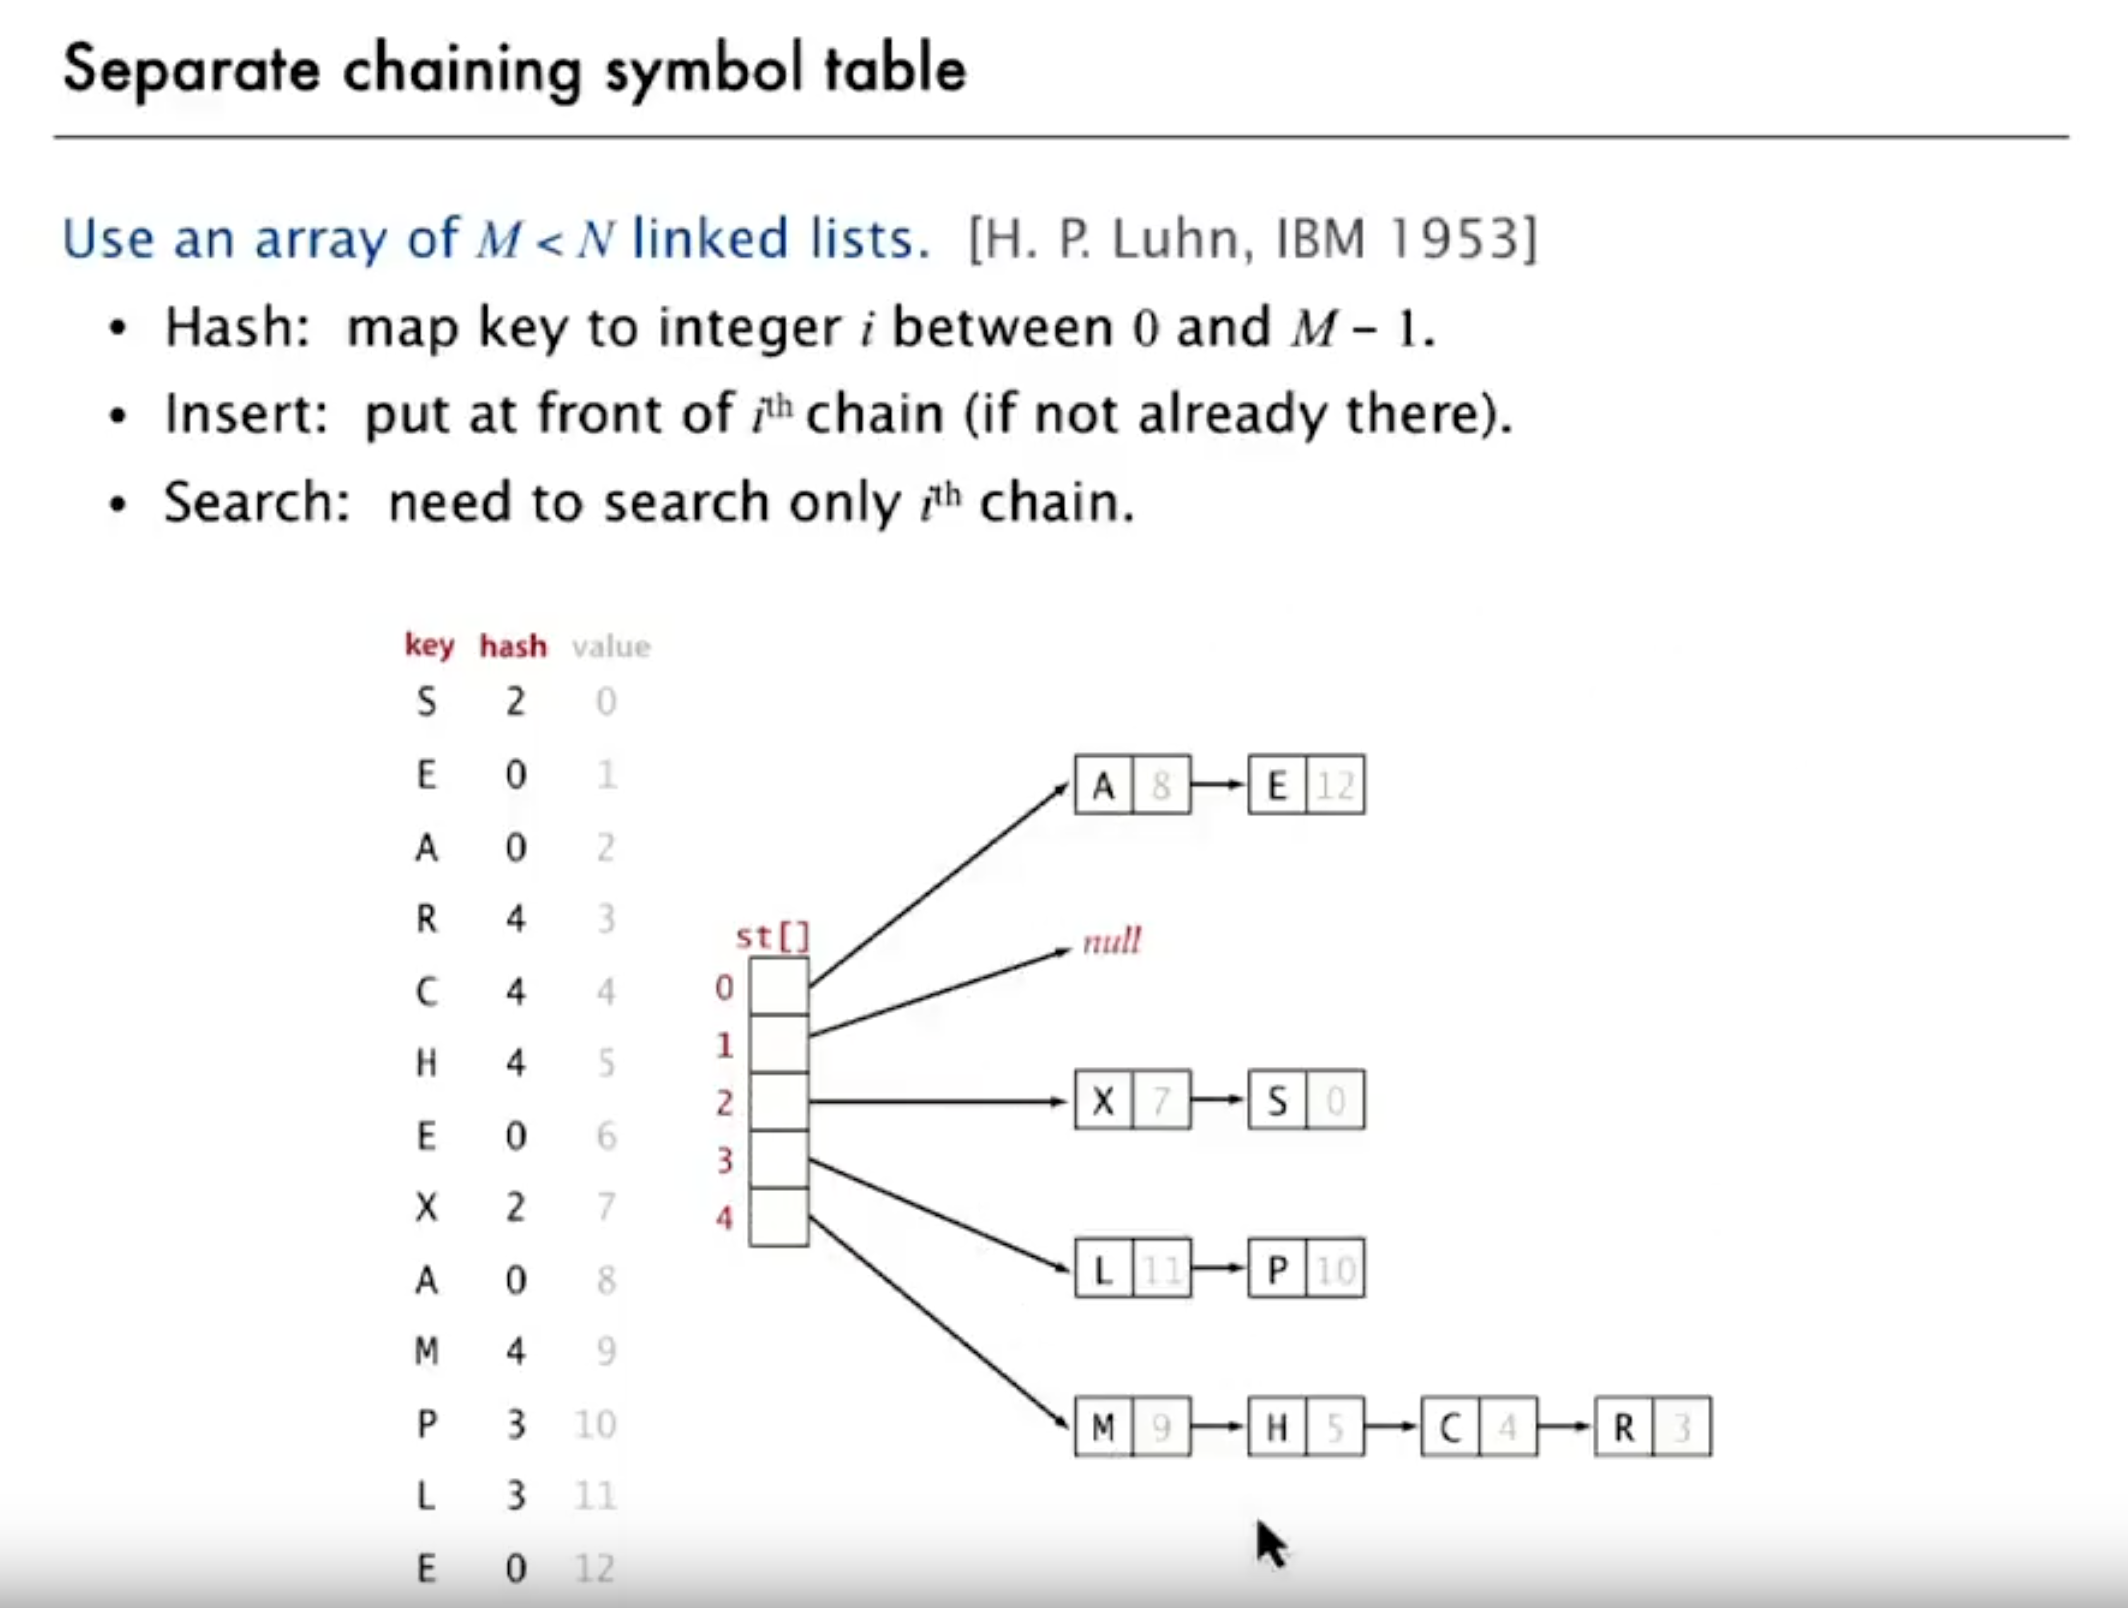 Separate chaining symbol table
Use an array of M < N linked lists. [H. P. Luhn, IBM 1953]
• Hash: map key to integer i between 0 and M – 1.
• Insert: put at front of iᵗʰ chain (if not already there).
• Search: need to search only iᵗʰ chain.
key hash value
S 2 0
E 0 1
A 0 2
R 4 3
C 4 4
H 4 5
E 0 6
X 2 7
A 0 8
M 4 9
P 3 10
L 3 11
E 0 12
st[]
0
1
2
3
4
A 8 E 12
null
X 7 S 0
L 11 P 10
M 9 H 5 C 4 R 3